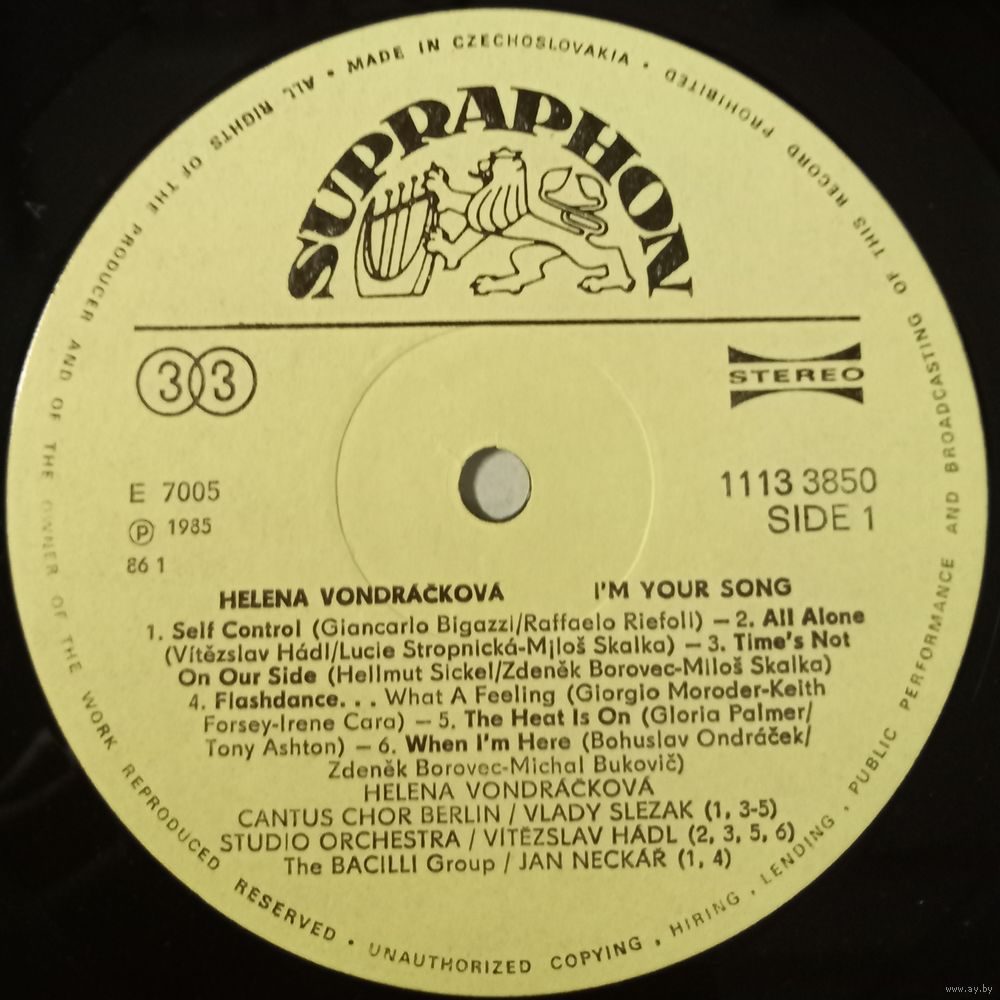 • MADE IN CZECHOSLOVAKIA • ALL RIGHTS OF THE PRODUCER AND OF THE OWNER OF THE WORK REPRODUCED RESERVED • UNAUTHORIZED COPYING , HIRING , LENDING , PUBLIC PERFORMANCE AND BROADCASTING OF THIS RECORD PROHIBITED
SUPRAPHON
33
STEREO
E 7005
1113 3850
SIDE 1
Ⓟ 1985
86 1
HELENA VONDRÁČKOVÁ I'M YOUR SONG
1. Self Control (Giancarlo Bigazzi/Raffaelo Riefoli) – 2. All Alone
(Vítězslav Hádl/Lucie Stropnická-Miloš Skalka) – 3. Time's Not
On Our Side (Hellmut Sickel/Zdeněk Borovec-Miloš Skalka)
4. Flashdance... What A Feeling (Giorgio Moroder-Keith
Forsey-Irene Cara) – 5. The Heat Is On (Gloria Palmer/
Tony Ashton) – 6. When I'm Here (Bohuslav Ondráček/
Zdeněk Borovec-Michal Bukovič)
HELENA VONDRÁČKOVÁ
CANTUS CHOR BERLIN / VLADY SLEZAK (1, 3-5)
STUDIO ORCHESTRA / VÍTĚZSLAV HÁDL (2, 3, 5, 6)
The BACILLI Group / JAN NECKÁŘ (1, 4)
www.ay.by